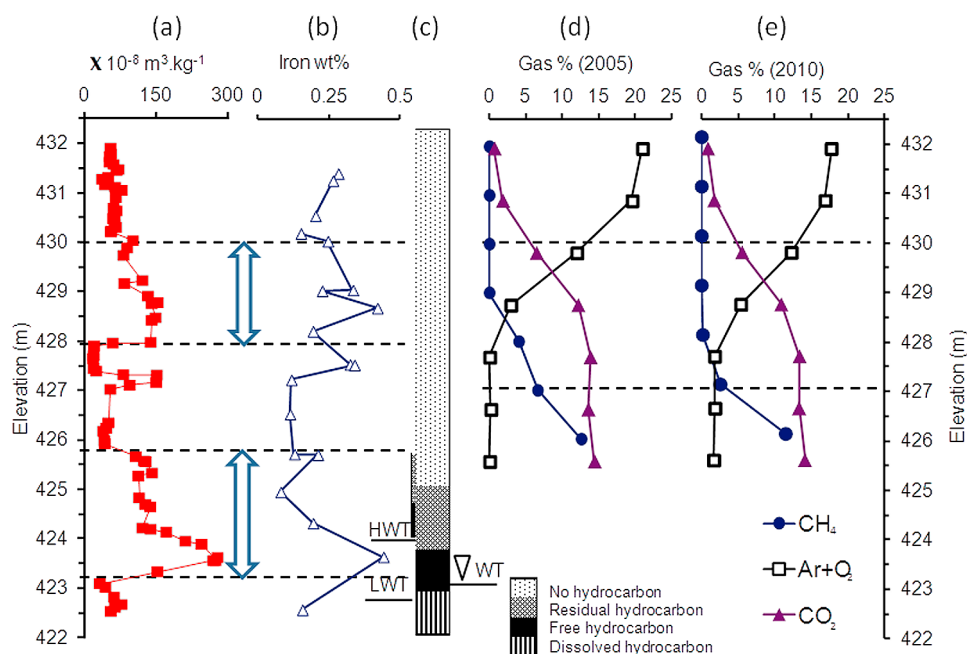 (a) (b) (c) (d) (e)
X 10-8 m3.kg-1 Iron wt% Gas % (2005) Gas % (2010)
0 150 300 0 0.25 0.5 0 5 10 15 20 25 0 5 10 15 20 25
432 432
431 431
430 430
429 429
428 428
427 427
426 426
425 425
424 424
423 423
422 422
Elevation (m)
Elevation (m)
HWT
LWT
WT
CH4
Ar+O2
CO2
No hydrocarbon
Residual hydrocarbon
Free hydrocarbon
Dissolved hydrocarbon